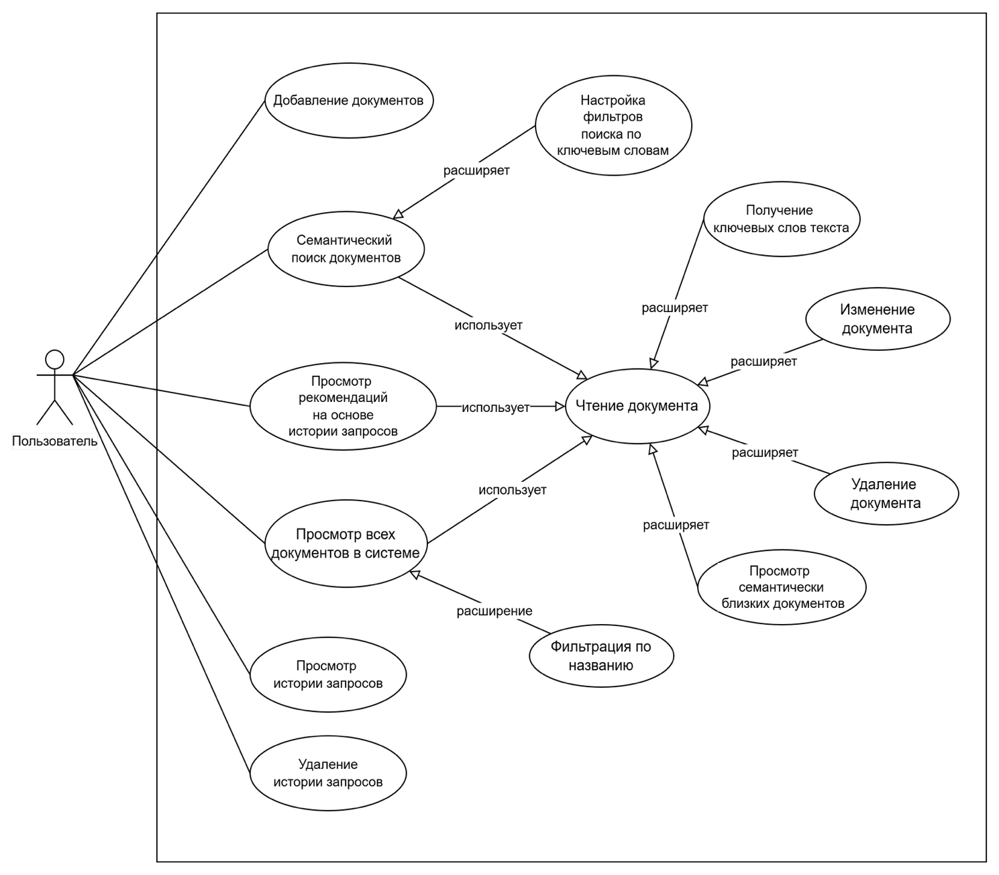 Добавление документов
Настройка
фильтров
поиска по
ключевым словам
расширяет
Семантический
поиск документов
Получение
ключевых слов текста
расширяет
использует
Изменение
документа
расширяет
Пользователь
Просмотр
рекомендаций
на основе
истории запросов
использует
Чтение документа
расширяет
Удаление
документа
использует
расширяет
Просмотр всех
документов в системе
Просмотр
семантически
близких документов
расширение
Фильтрация по
названию
Просмотр
истории запросов
Удаление
истории запросов